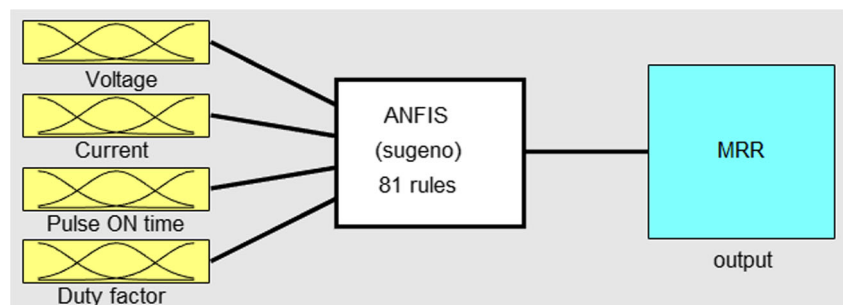 Voltage
Current
Pulse ON time
Duty factor
ANFIS
(sugeno)
81 rules
MRR
output